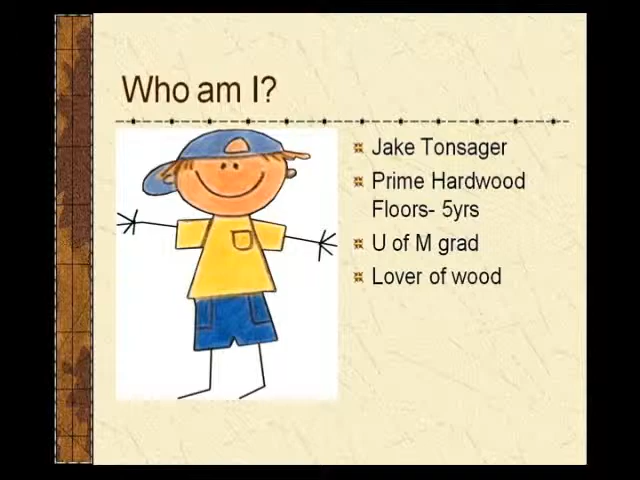 Who am I?
Jake Tonsager
Prime Hardwood
Floors- 5yrs
U of M grad
Lover of wood